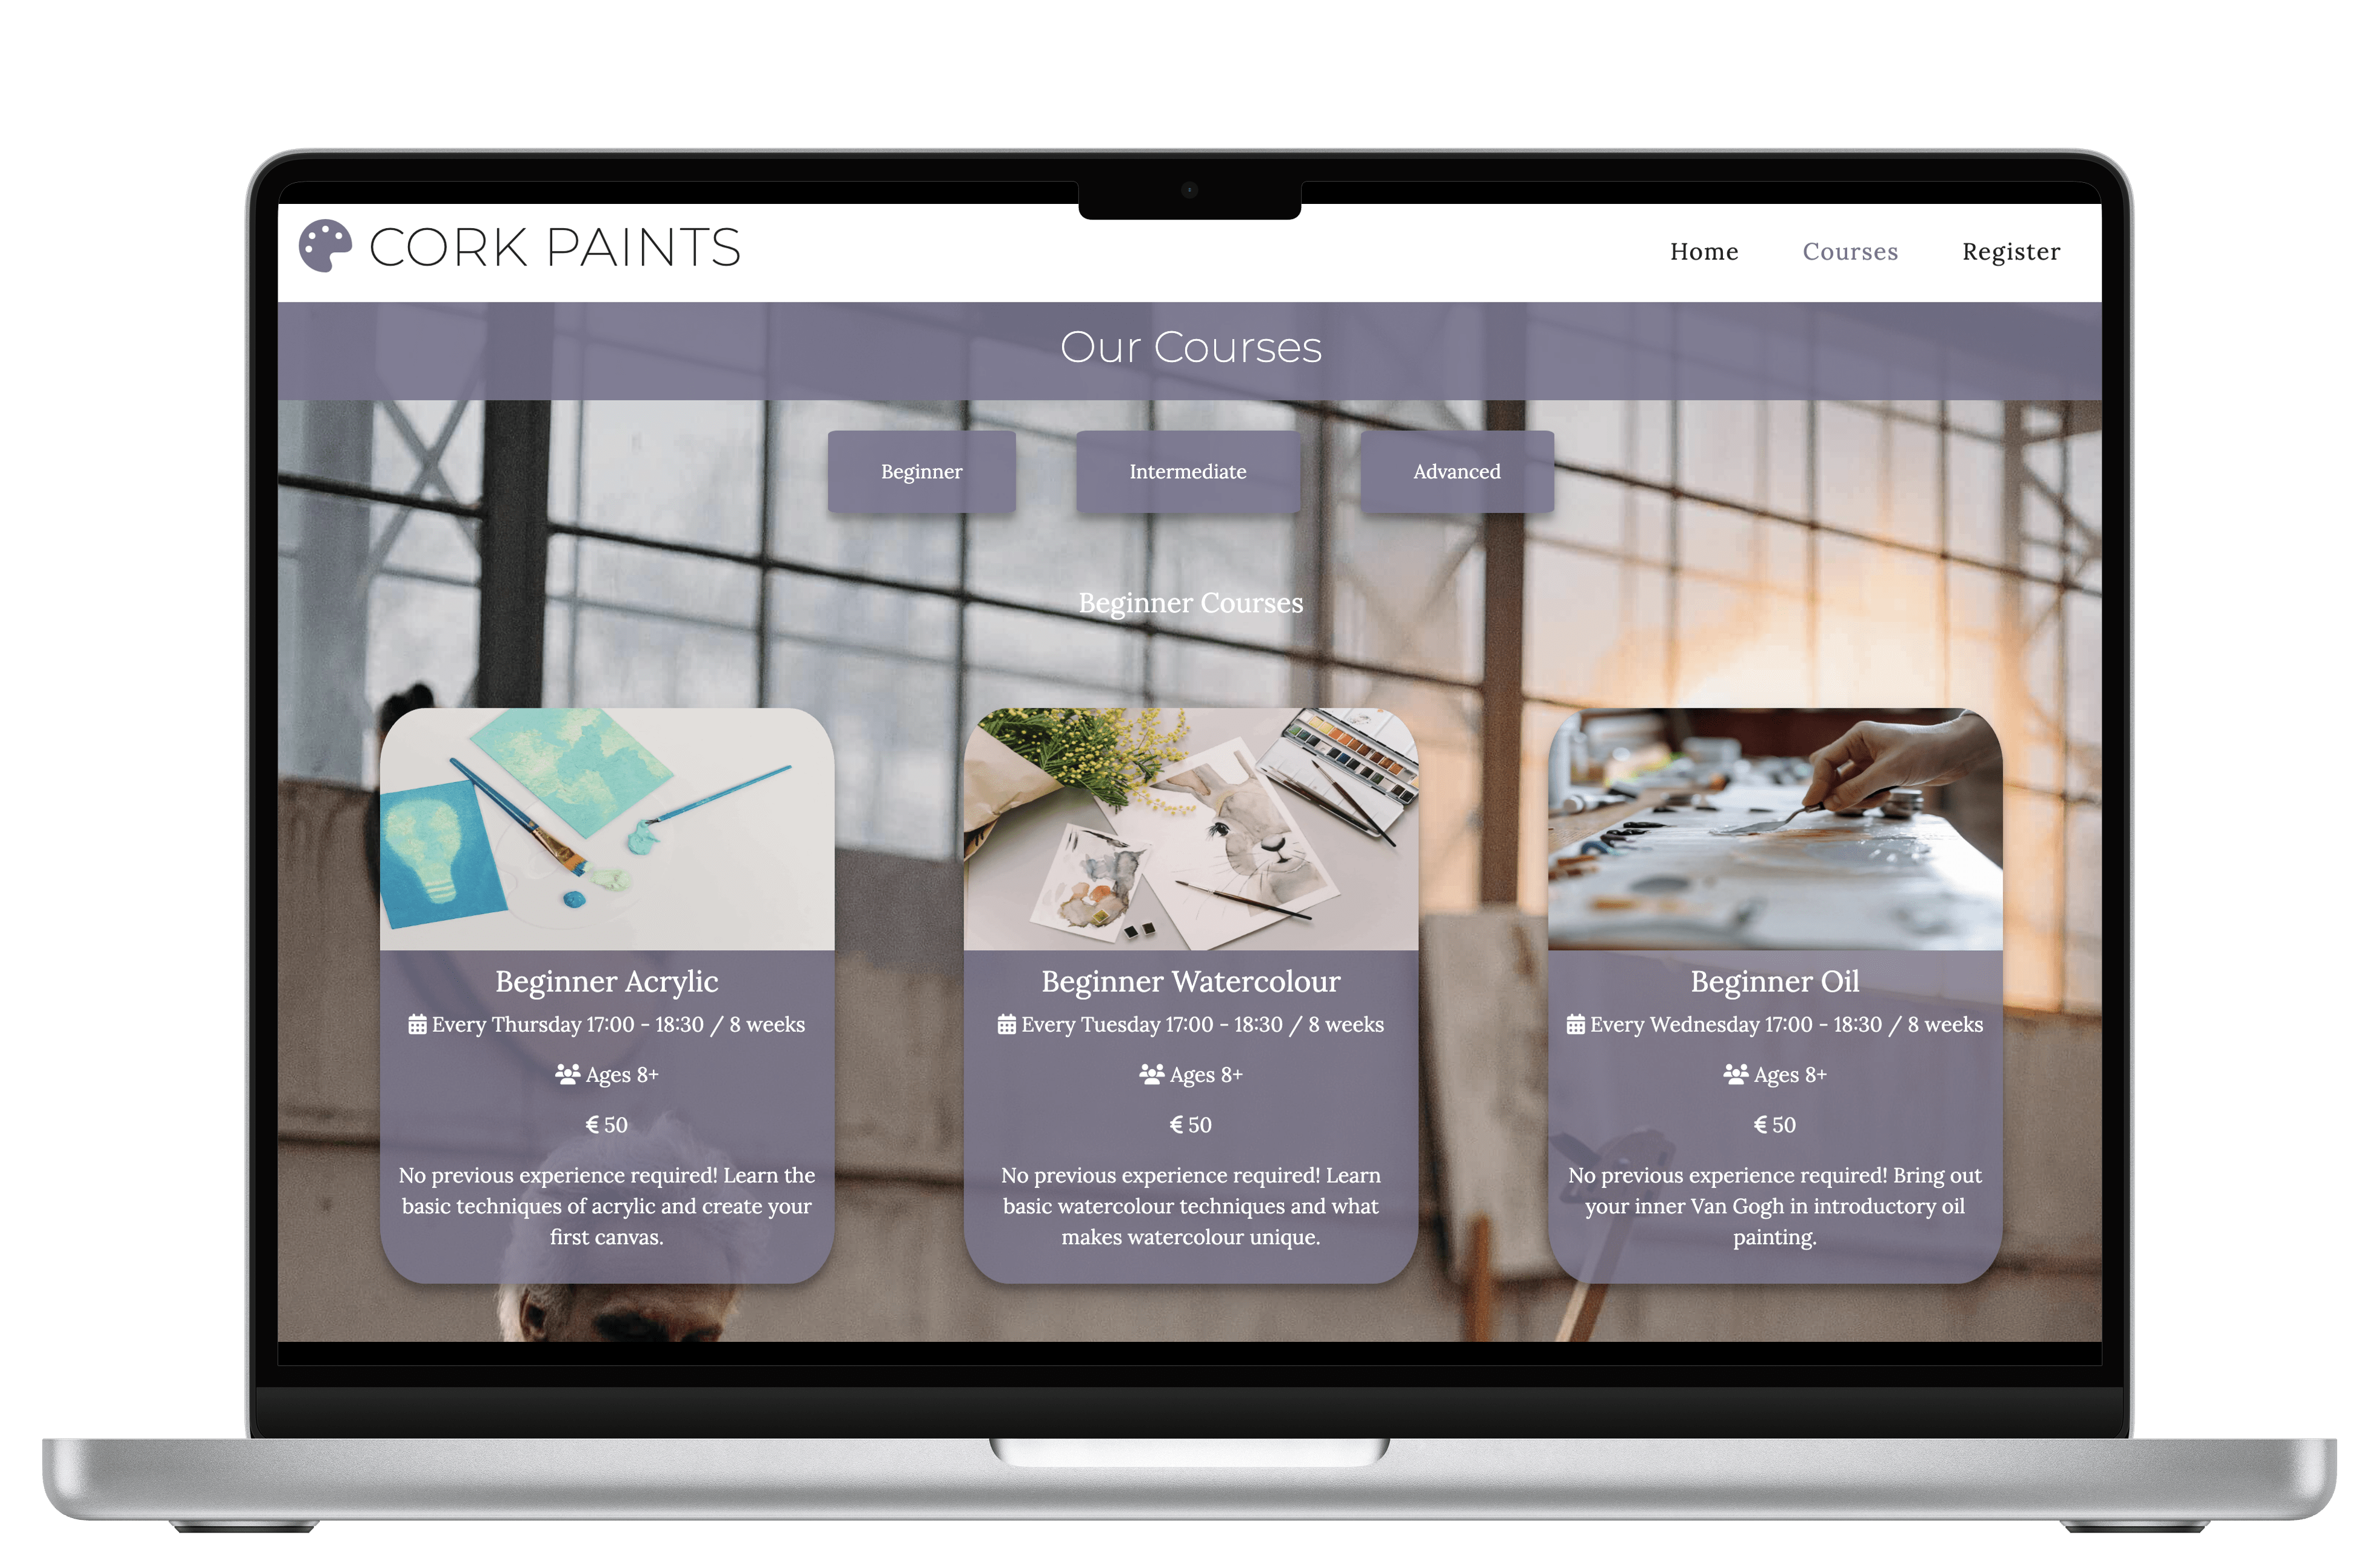 CORK PAINTS
Home
Courses
Register
Our Courses
Beginner
Intermediate
Advanced
Beginner Courses
Beginner Acrylic
Every Thursday 17:00 - 18:30 / 8 weeks
Ages 8+
€ 50
No previous experience required! Learn the
basic techniques of acrylic and create your
first canvas.
Beginner Watercolour
Every Tuesday 17:00 - 18:30 / 8 weeks
Ages 8+
€ 50
No previous experience required! Learn
basic watercolour techniques and what
makes watercolour unique.
Beginner Oil
Every Wednesday 17:00 - 18:30 / 8 weeks
Ages 8+
€ 50
No previous experience required! Bring out
your inner Van Gogh in introductory oil
painting.